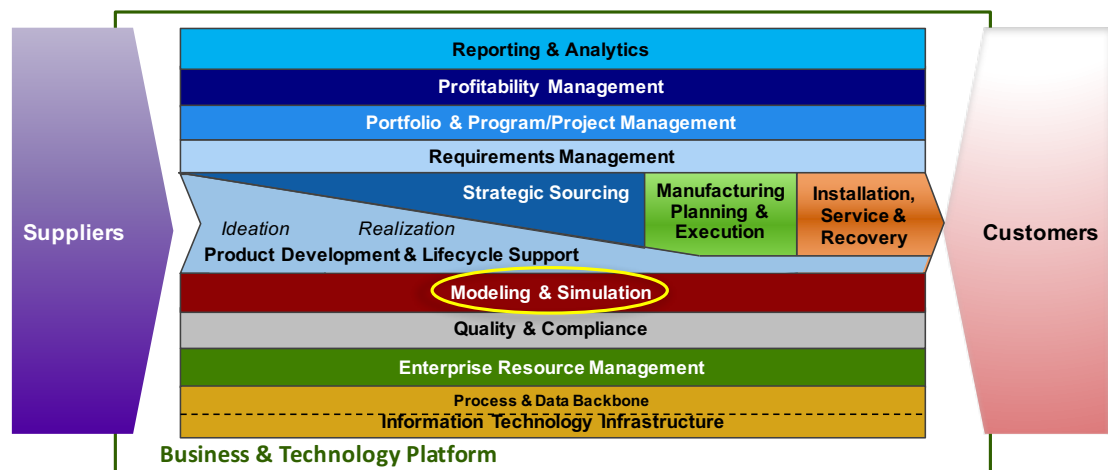 Reporting & Analytics
Profitability Management
Portfolio & Program/Project Management
Requirements Management
Suppliers
Ideation
Realization
Product Development & Lifecycle Support
Strategic Sourcing
Manufacturing
Planning &
Execution
Installation,
Service &
Recovery
Customers
Modeling & Simulation
Quality & Compliance
Enterprise Resource Management
Process & Data Backbone
Information Technology Infrastructure
Business & Technology Platform